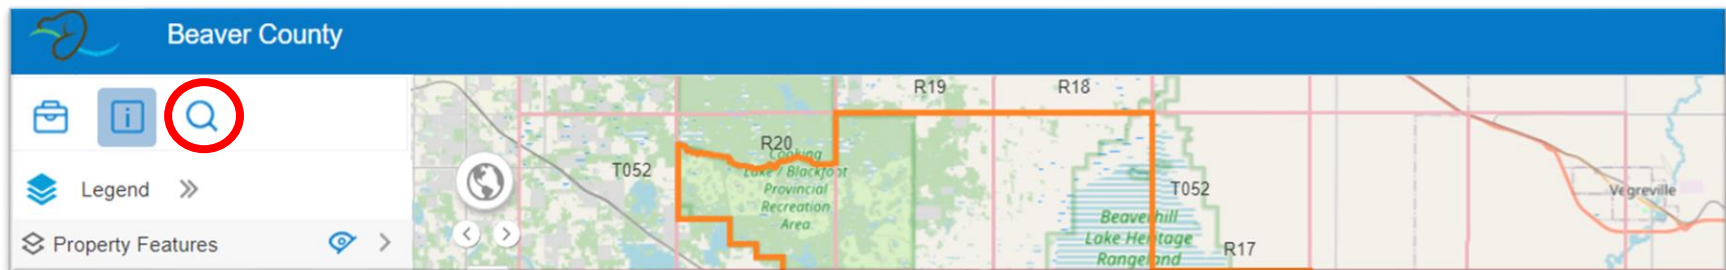 Beaver County
R19
R18
R20
Cooking
Lake / Blackfoot
Provincial
Recreation
Area
T052
T052
Vegreville
Legend
Beaverhill
Lake Heritage
Rangeland
R17
Property Features